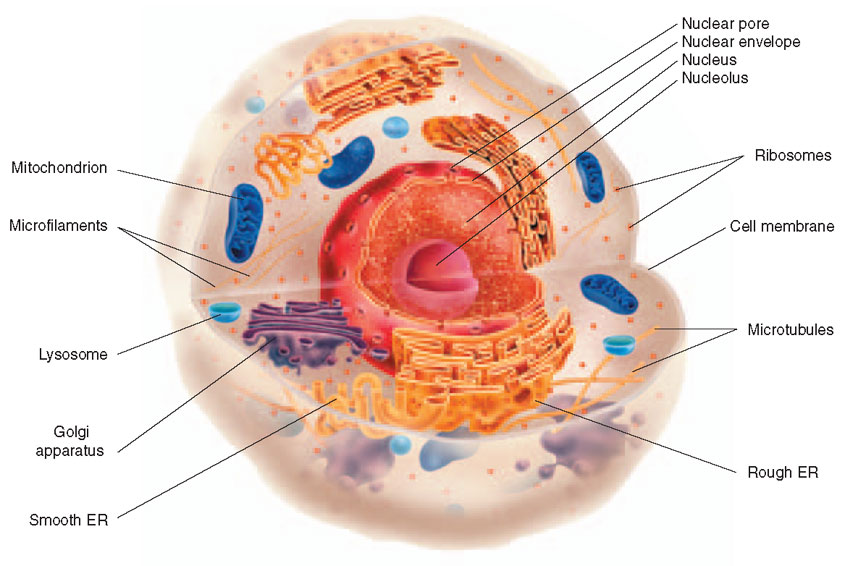 Nuclear pore
Nuclear envelope
Nucleus
Nucleolus
Mitochondrion
Ribosomes
Microfilaments
Cell membrane
Lysosome
Microtubules
Golgi
apparatus
Rough ER
Smooth ER